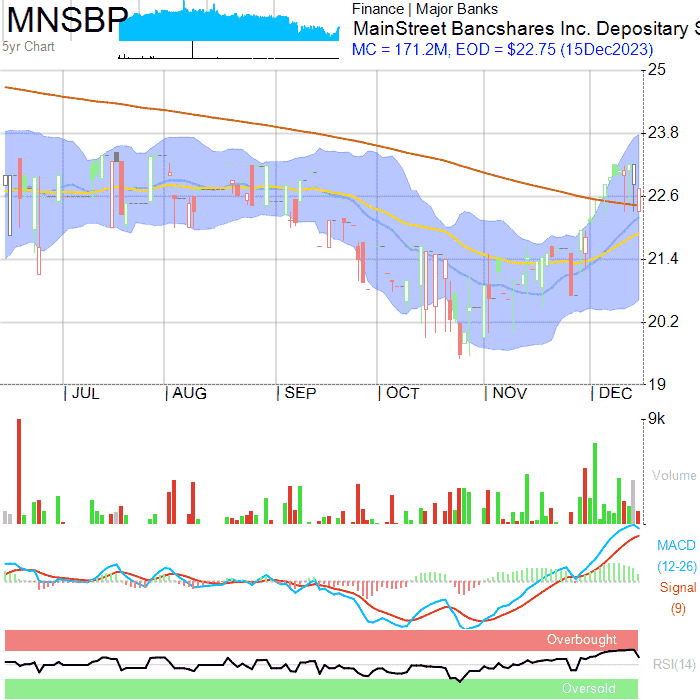 MNSBP
5yr Chart
Finance | Major Banks
MainStreet Bancshares Inc. Depositary S
MC = 171.2M, EOD = $22.75 (15Dec2023)
25
23.8
22.6
21.4
20.2
19
| JUL | AUG | SEP | OCT | NOV | DEC
9k
Volume
MACD
(12-26)
Signal
(9)
Overbought
RSI(14)
Oversold